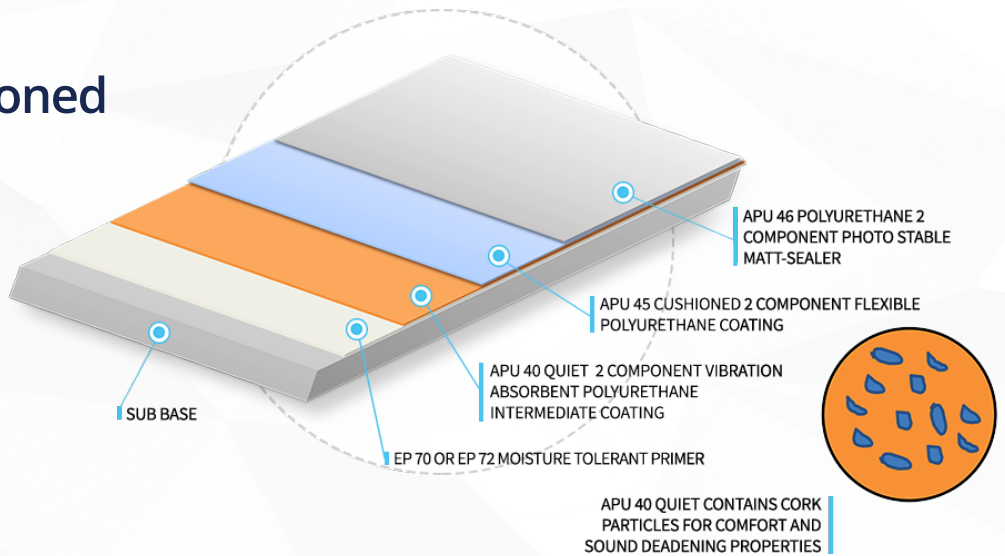 oned
APU 46 POLYURETHANE 2
COMPONENT PHOTO STABLE
MATT-SEALER
APU 45 CUSHIONED 2 COMPONENT FLEXIBLE
POLYURETHANE COATING
APU 40 QUIET 2 COMPONENT VIBRATION
ABSORBENT POLYURETHANE
INTERMEDIATE COATING
SUB BASE
EP 70 OR EP 72 MOISTURE TOLERANT PRIMER
APU 40 QUIET CONTAINS CORK
PARTICLES FOR COMFORT AND
SOUND DEADENING PROPERTIES